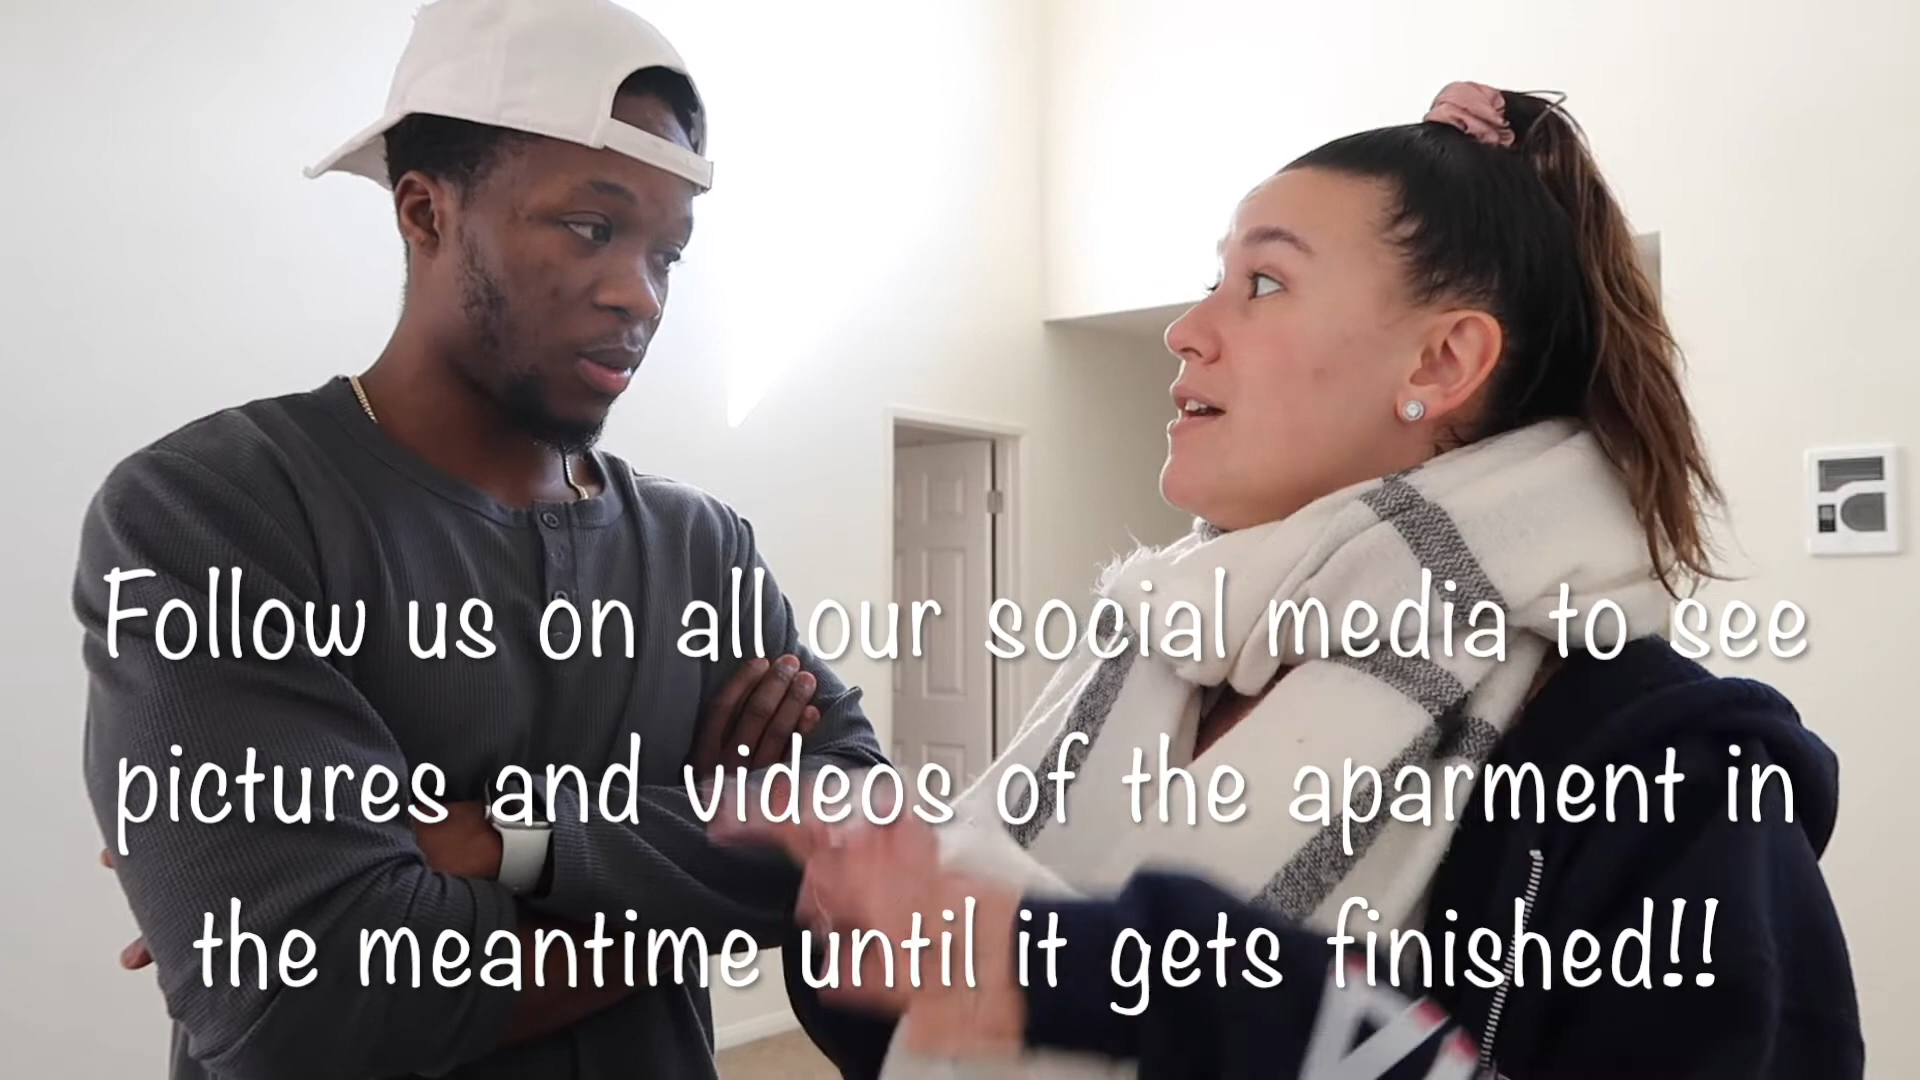 Follow us on all our social media to see
pictures and videos of the aparment in
the meantime until it gets finished!!